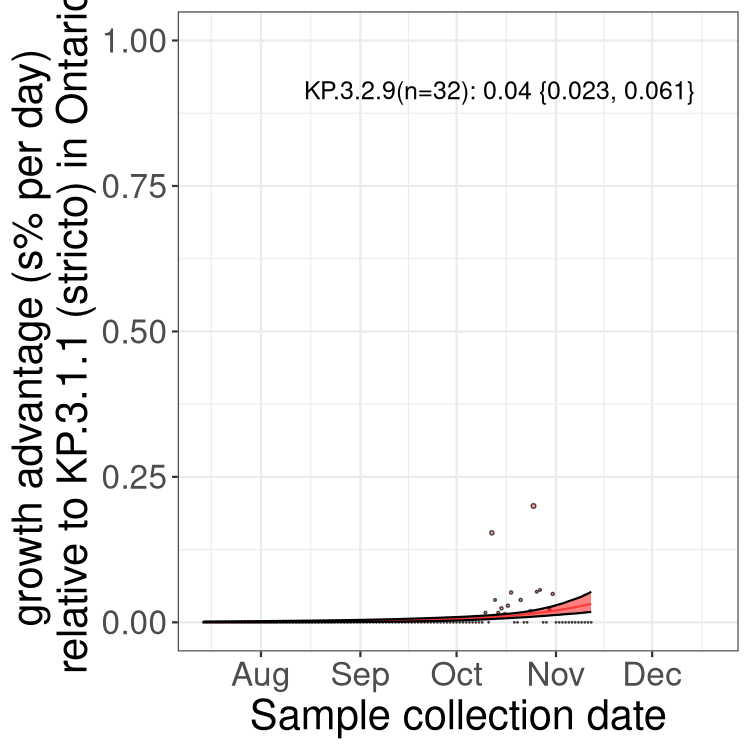 growth advantage (s% per day)
relative to KP.3.1.1 (stricto) in Ontario
1.00
0.75
0.50
0.25
0.00
KP.3.2.9(n=32): 0.04 {0.023, 0.061}
Aug Sep Oct Nov Dec
Sample collection date